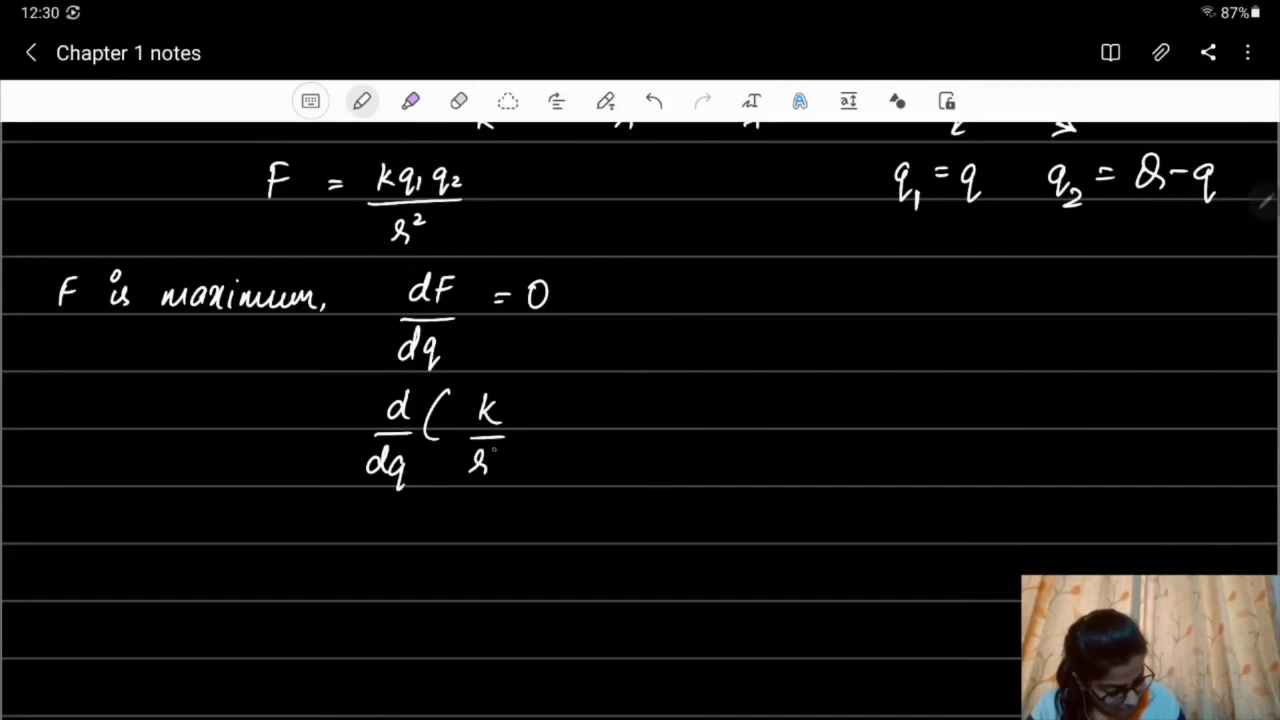 12:30 87%
Chapter 1 notes
F = kq₁q₂ / r² q₁ = q q₂ = Q - q
F is maximum, dF/dq = 0
d/dq ( k/r